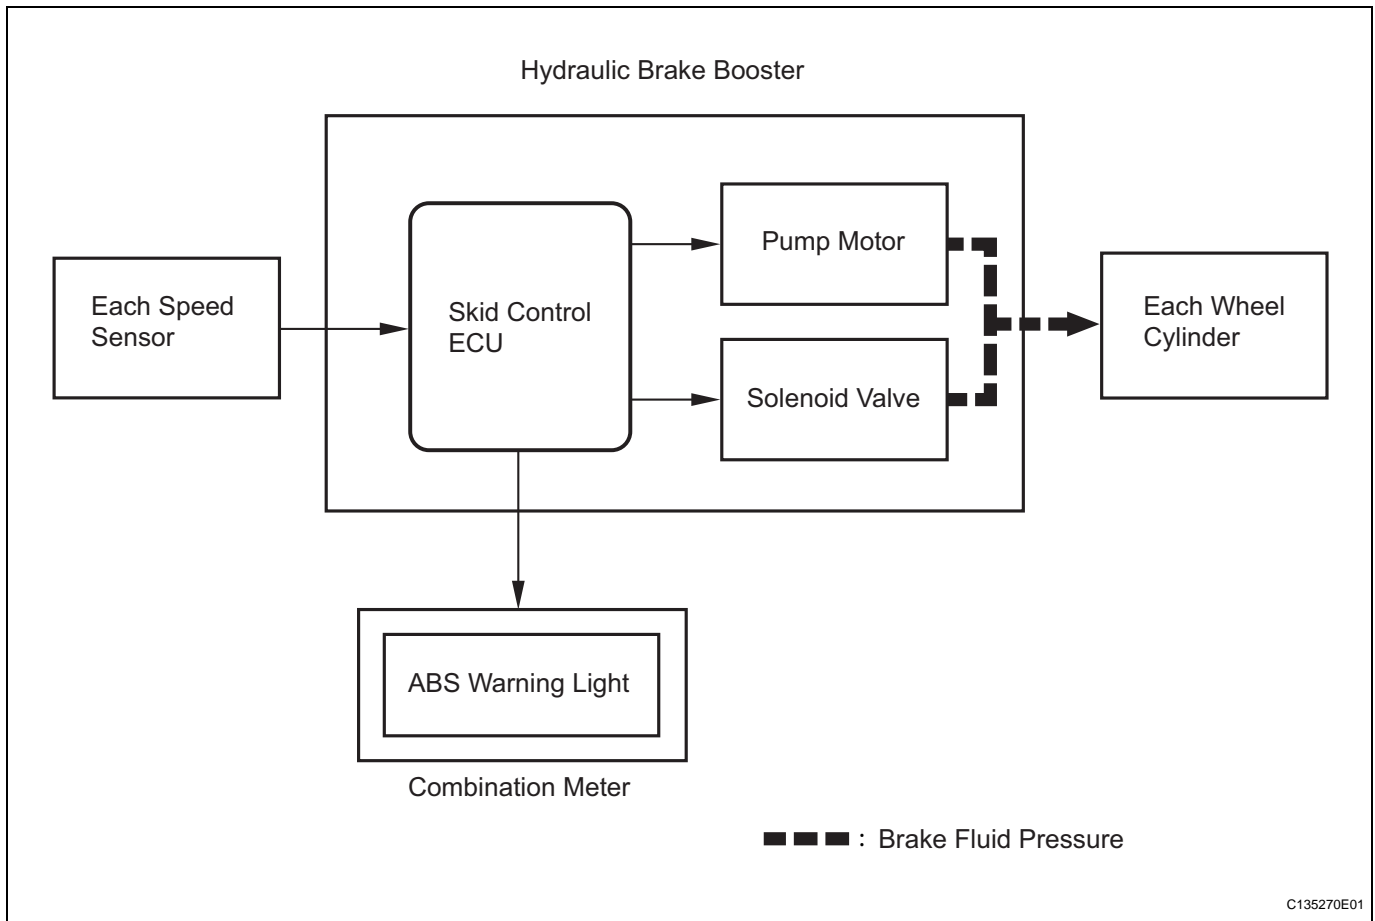 Hydraulic Brake Booster
Each Speed
Sensor
Skid Control
ECU
Pump Motor
Solenoid Valve
Each Wheel
Cylinder
ABS Warning Light
Combination Meter
: Brake Fluid Pressure
C135270E01